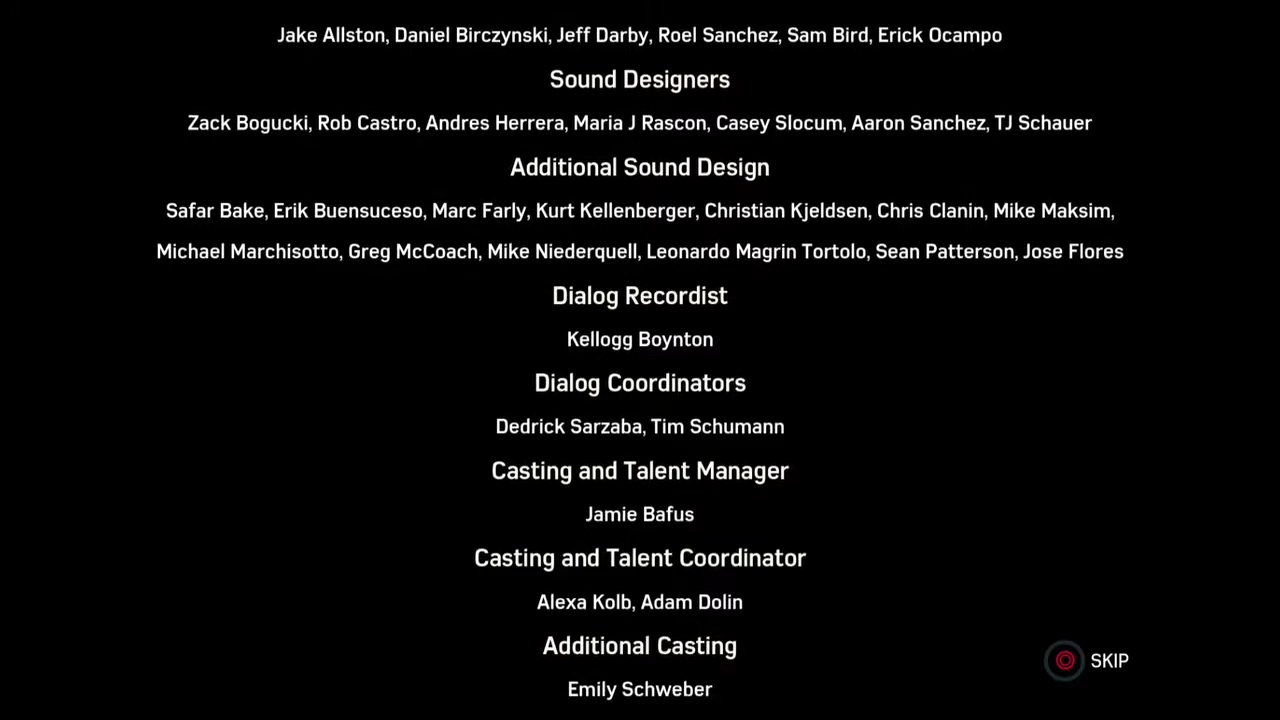 Jake Allston, Daniel Birczynski, Jeff Darby, Roel Sanchez, Sam Bird, Erick Ocampo
Sound Designers
Zack Bogucki, Rob Castro, Andres Herrera, Maria J Rascon, Casey Slocum, Aaron Sanchez, TJ Schauer
Additional Sound Design
Safar Bake, Erik Buensuceso, Marc Farly, Kurt Kellenberger, Christian Kjeldsen, Chris Clanin, Mike Maksim,
Michael Marchisotto, Greg McCoach, Mike Niederquell, Leonardo Magrin Tortolo, Sean Patterson, Jose Flores
Dialog Recordist
Kellogg Boynton
Dialog Coordinators
Dedrick Sarzaba, Tim Schumann
Casting and Talent Manager
Jamie Bafus
Casting and Talent Coordinator
Alexa Kolb, Adam Dolin
Additional Casting
SKIP
Emily Schweber